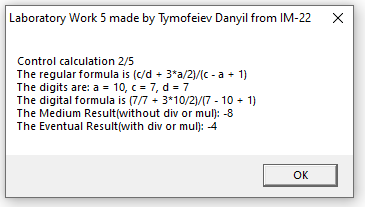 Laboratory Work 5 made by Tymofeiev Danyil from IM-22
Control calculation 2/5
The regular formula is (c/d + 3*a/2)/(c - a + 1)
The digits are: a = 10, c = 7, d = 7
The digital formula is (7/7 + 3*10/2)/(7 - 10 + 1)
The Medium Result(without div or mul): -8
The Eventual Result(with div or mul): -4
OK